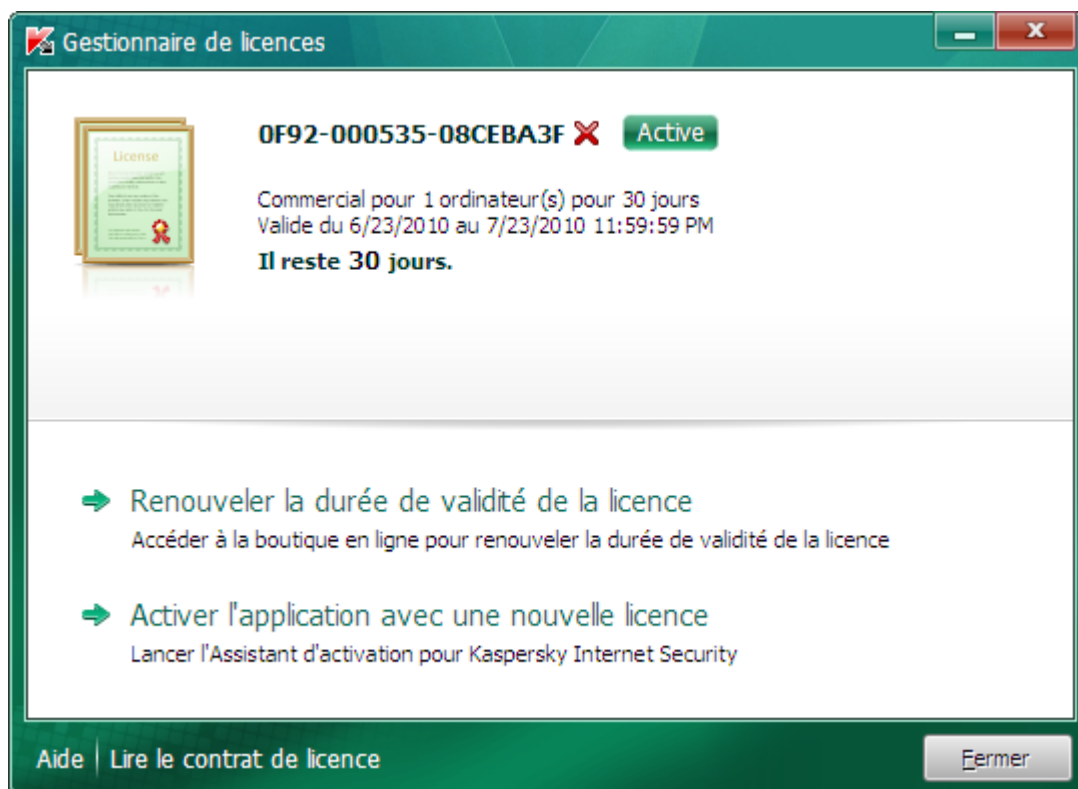 Gestionnaire de licences
License
0F92-000535-08CEBA3F Active
Commercial pour 1 ordinateur(s) pour 30 jours
Valide du 6/23/2010 au 7/23/2010 11:59:59 PM
Il reste 30 jours.
Renouveler la durée de validité de la licence
Accéder à la boutique en ligne pour renouveler la durée de validité de la licence
Activer l'application avec une nouvelle licence
Lancer l'Assistant d'activation pour Kaspersky Internet Security
Aide Lire le contrat de licence Fermer